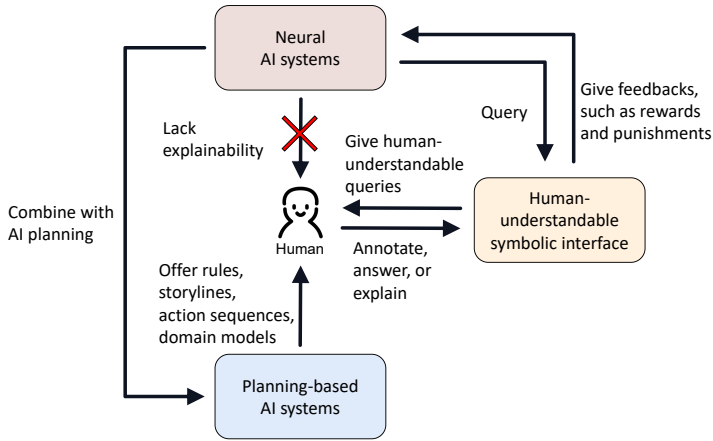 Neural
AI systems
Lack
explainability
Query
Give feedbacks,
such as rewards
and punishments
Give human-
understandable
queries
Human-
understandable
symbolic interface
Combine with
AI planning
Human
Annotate,
answer, or
explain
Offer rules,
storylines,
action sequences,
domain models
Planning-based
AI systems